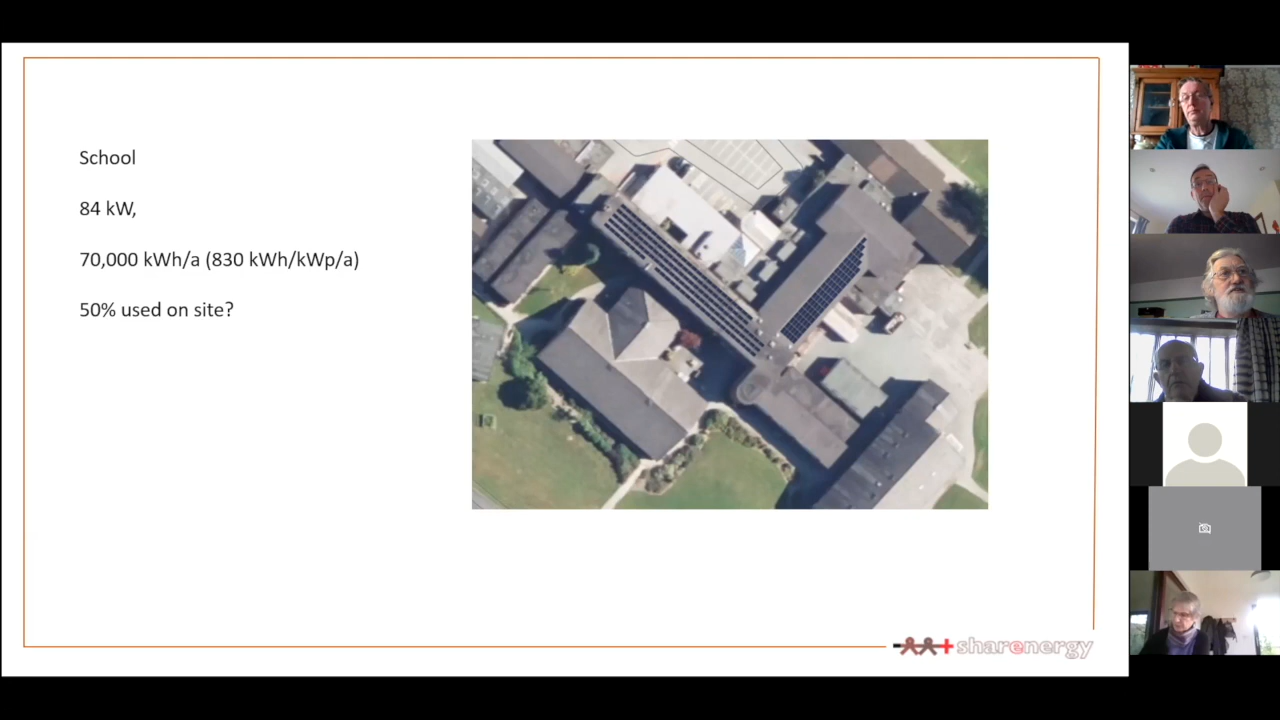 School
84 kW,
70,000 kWh/a (830 kWh/kWp/a)
50% used on site?
sharenergy